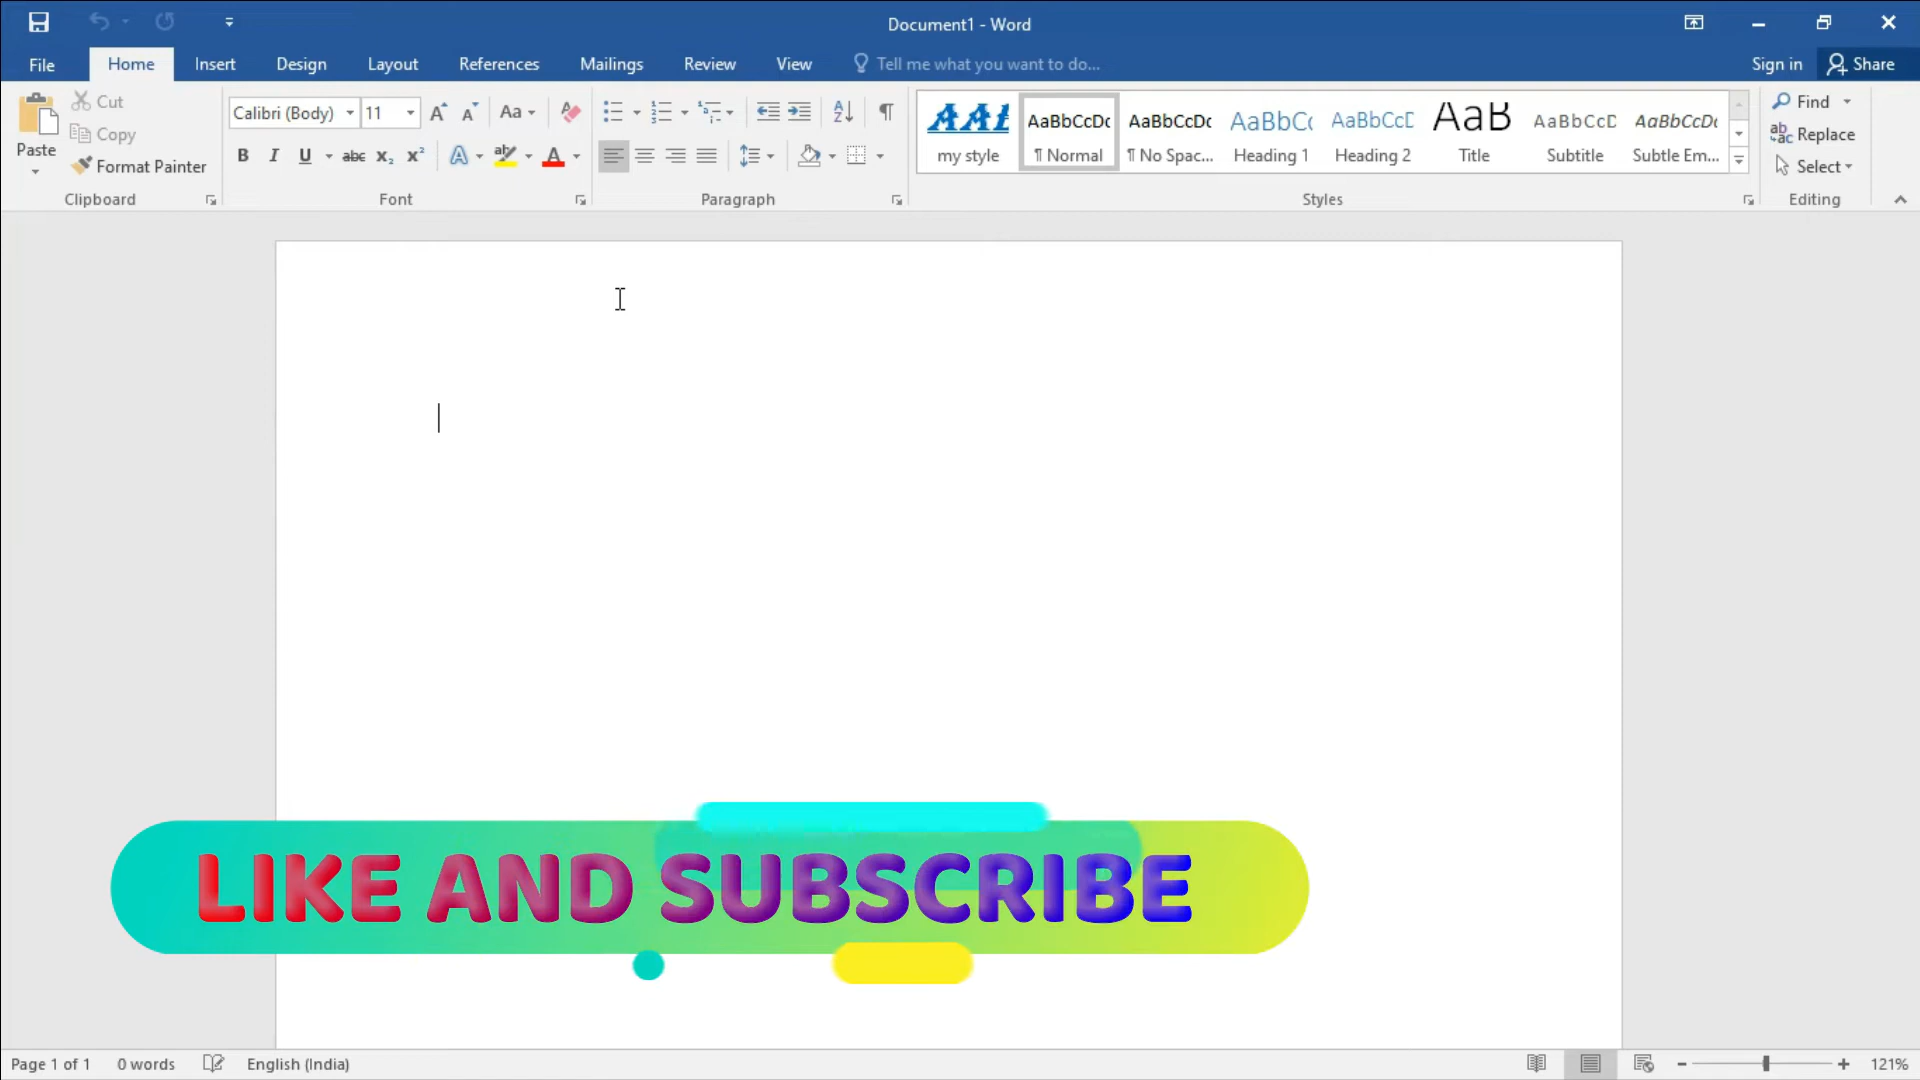 Document1 - Word
File Home Insert Design Layout References Mailings Review View Tell me what you want to do... Sign in Share
Paste
Cut
Copy
Format Painter
Clipboard
Calibri (Body) 11 Aa
B I U abc X₂ X² A A
Font
Paragraph
AaBbCcDc AaBbCcDc AaBbCc AaBbCcD AaB AaBbCcD AaBbCcDc
my style ¶ Normal ¶ No Spac... Heading 1 Heading 2 Title Subtitle Subtle Em...
Styles
Find
Replace
Select
Editing
LIKE AND SUBSCRIBE
Page 1 of 1 0 words English (India) 121%